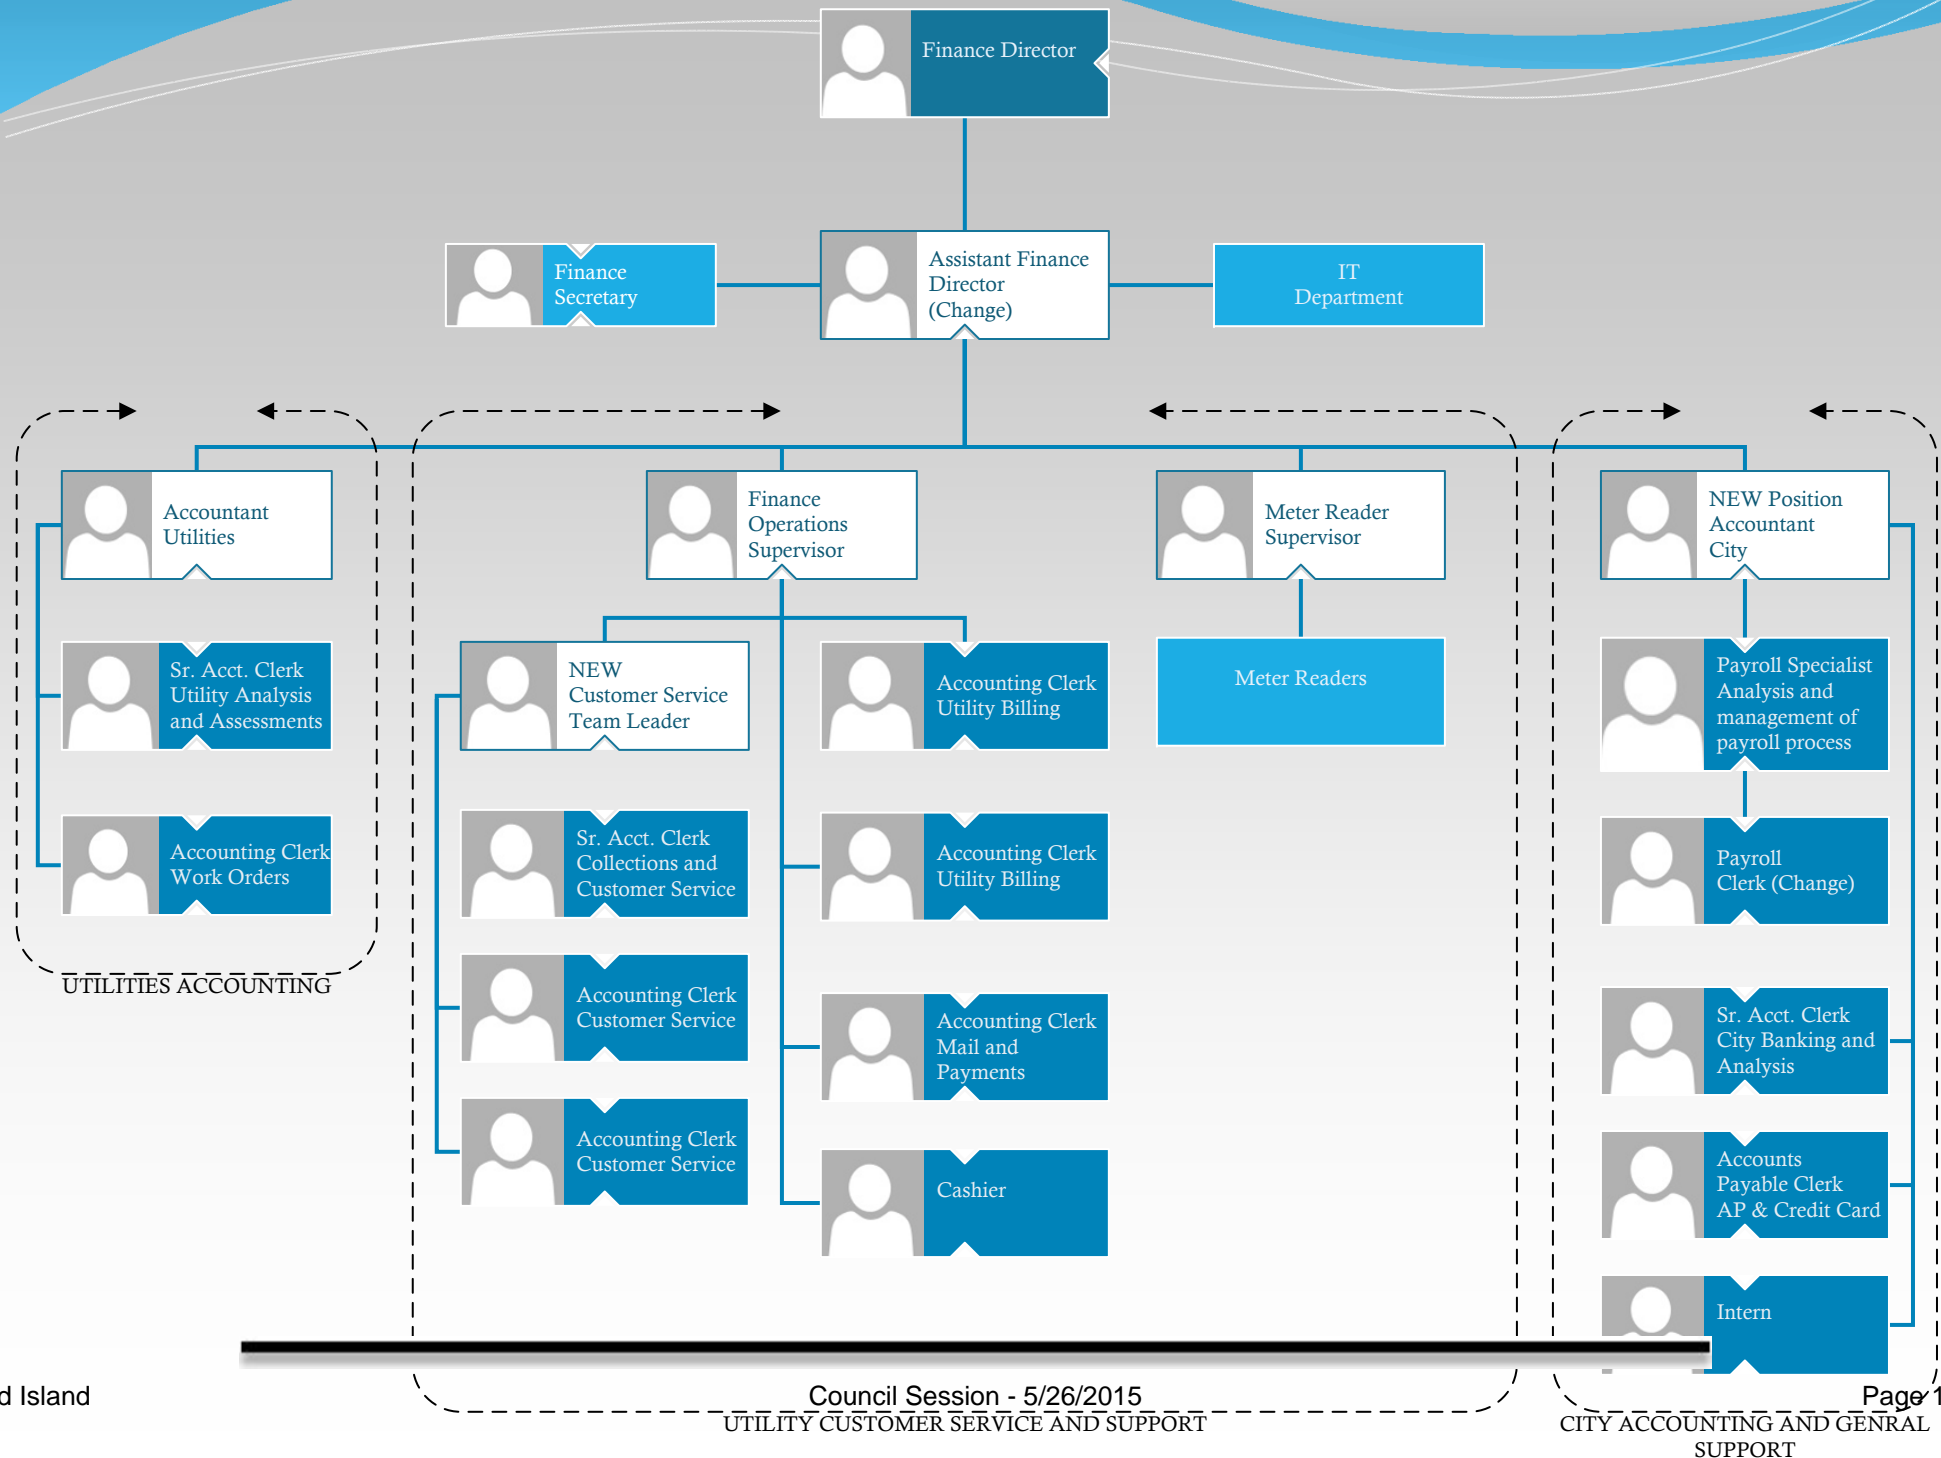 Finance Director
Finance
Secretary
Assistant Finance
Director
(Change)
IT
Department
Accountant
Utilities
Finance
Operations
Supervisor
Meter Reader
Supervisor
NEW Position
Accountant
City
Sr. Acct. Clerk
Utility Analysis
and Assessments
Accounting Clerk
Work Orders
UTILITIES ACCOUNTING
NEW
Customer Service
Team Leader
Sr. Acct. Clerk
Collections and
Customer Service
Accounting Clerk
Customer Service
Accounting Clerk
Customer Service
Accounting Clerk
Utility Billing
Accounting Clerk
Utility Billing
Accounting Clerk
Mail and
Payments
Cashier
Meter Readers
Payroll Specialist
Analysis and
management of
payroll process
Payroll
Clerk (Change)
Sr. Acct. Clerk
City Banking and
Analysis
Accounts
Payable Clerk
AP & Credit Card
Intern
d Island
Council Session - 5/26/2015
Page 1
UTILITY CUSTOMER SERVICE AND SUPPORT
CITY ACCOUNTING AND GENRAL
SUPPORT